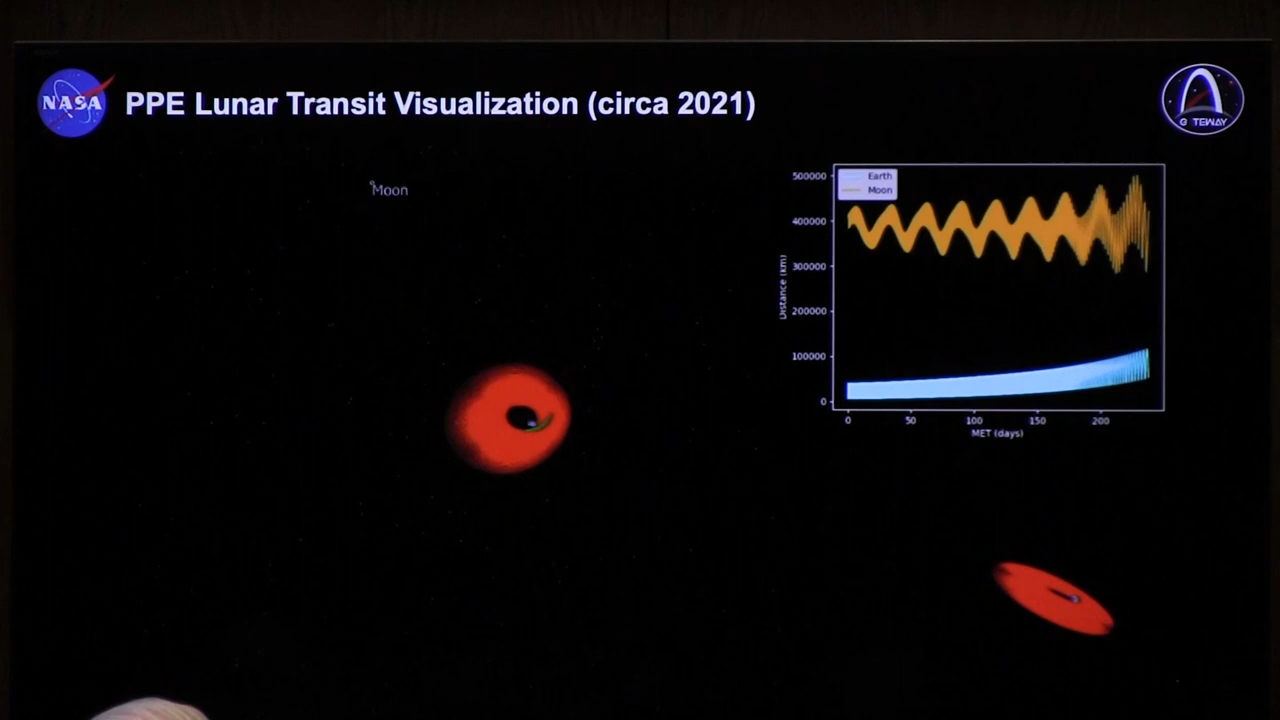 NASA
PPE Lunar Transit Visualization (circa 2021)
G TEWAY
Moon
Earth
Moon
500000
400000
300000
200000
100000
0
Distance (km)
0 50 100 150 200
MET (days)